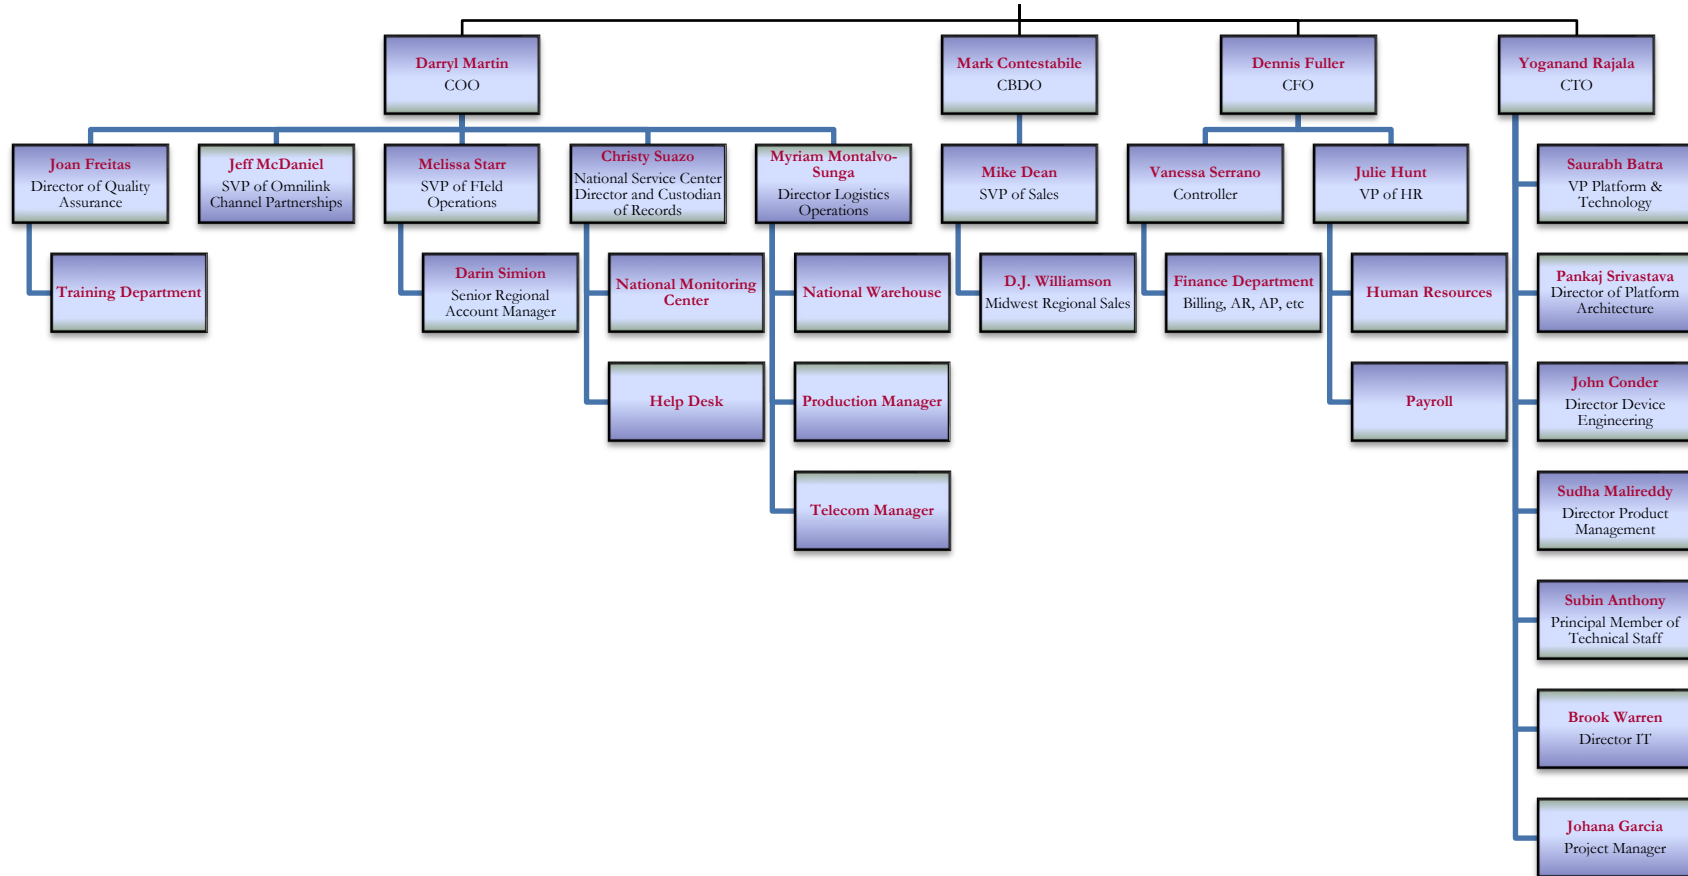 Darryl Martin
COO
Mark Contestabile
CBDO
Dennis Fuller
CFO
Yoganand Rajala
CTO
Joan Freitas
Director of Quality
Assurance
Jeff McDaniel
SVP of Omnilink
Channel Partnerships
Melissa Starr
SVP of FIeld
Operations
Christy Suazo
National Service Center
Director and Custodian
of Records
Myriam Montalvo-
Sunga
Director Logistics
Operations
Mike Dean
SVP of Sales
Vanessa Serrano
Controller
Julie Hunt
VP of HR
Saurabh Batra
VP Platform &
Technology
Training Department
Darin Simion
Senior Regional
Account Manager
National Monitoring
Center
National Warehouse
D.J. Williamson
Midwest Regional Sales
Finance Department
Billing, AR, AP, etc
Human Resources
Pankaj Srivastava
Director of Platform
Architecture
Help Desk
Production Manager
Payroll
John Conder
Director Device
Engineering
Telecom Manager
Sudha Malireddy
Director Product
Management
Subin Anthony
Principal Member of
Technical Staff
Brook Warren
Director IT
Johana Garcia
Project Manager